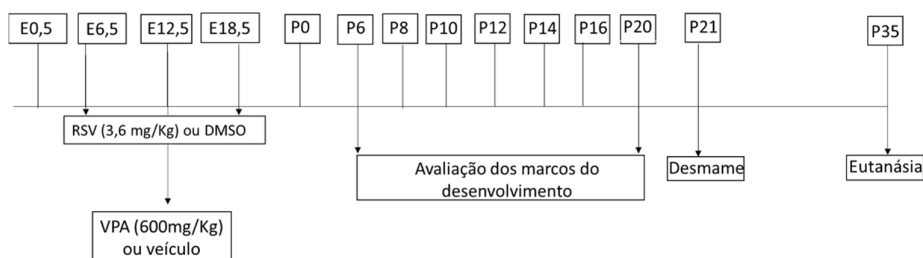 E0,5 E6,5 E12,5 E18,5 P0 P6 P8 P10 P12 P14 P16 P20 P21 P35
RSV (3,6 mg/Kg) ou DMSO
Avaliação dos marcos do
desenvolvimento
Desmame
Eutanásia
VPA (600mg/Kg)
ou veículo